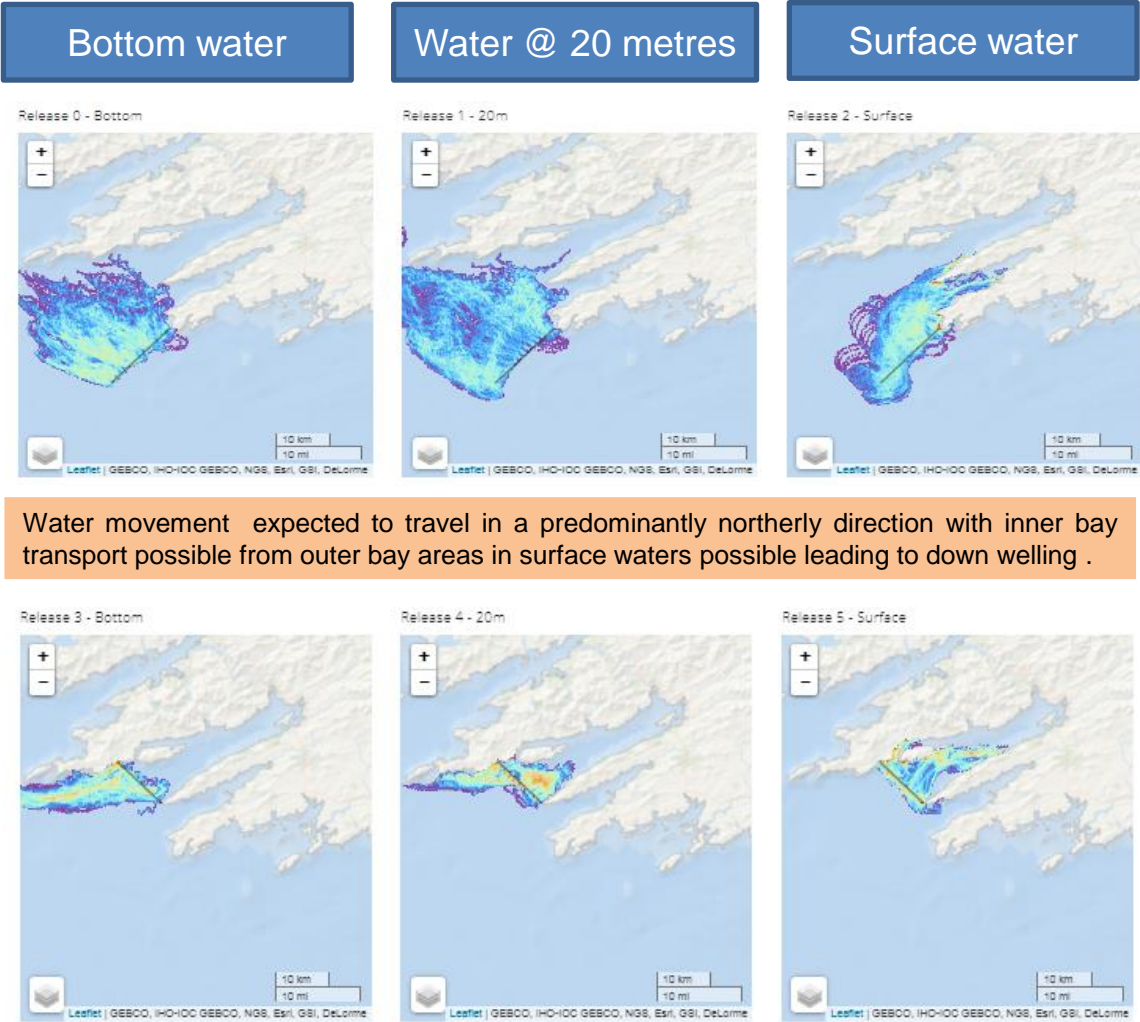 Bottom water
Water @ 20 metres
Surface water
Release 0 - Bottom
Release 1 - 20m
Release 2 - Surface
+
−
+
−
+
−
10 km
10 mi
Leaflet | GEBCO, IHO-IOC GEBCO, NGS, Esri, GSI, DeLorme
10 km
10 mi
Leaflet | GEBCO, IHO-IOC GEBCO, NGS, Esri, GSI, DeLorme
10 km
10 mi
Leaflet | GEBCO, IHO-IOC GEBCO, NGS, Esri, GSI, DeLorme
Water movement expected to travel in a predominantly northerly direction with inner bay
transport possible from outer bay areas in surface waters possible leading to down welling .
Release 3 - Bottom
Release 4 - 20m
Release 5 - Surface
+
−
+
−
+
−
10 km
10 mi
Leaflet | GEBCO, IHO-IOC GEBCO, NGS, Esri, GSI, DeLorme
10 km
10 mi
Leaflet | GEBCO, IHO-IOC GEBCO, NGS, Esri, GSI, DeLorme
10 km
10 mi
Leaflet | GEBCO, IHO-IOC GEBCO, NGS, Esri, GSI, DeLorme